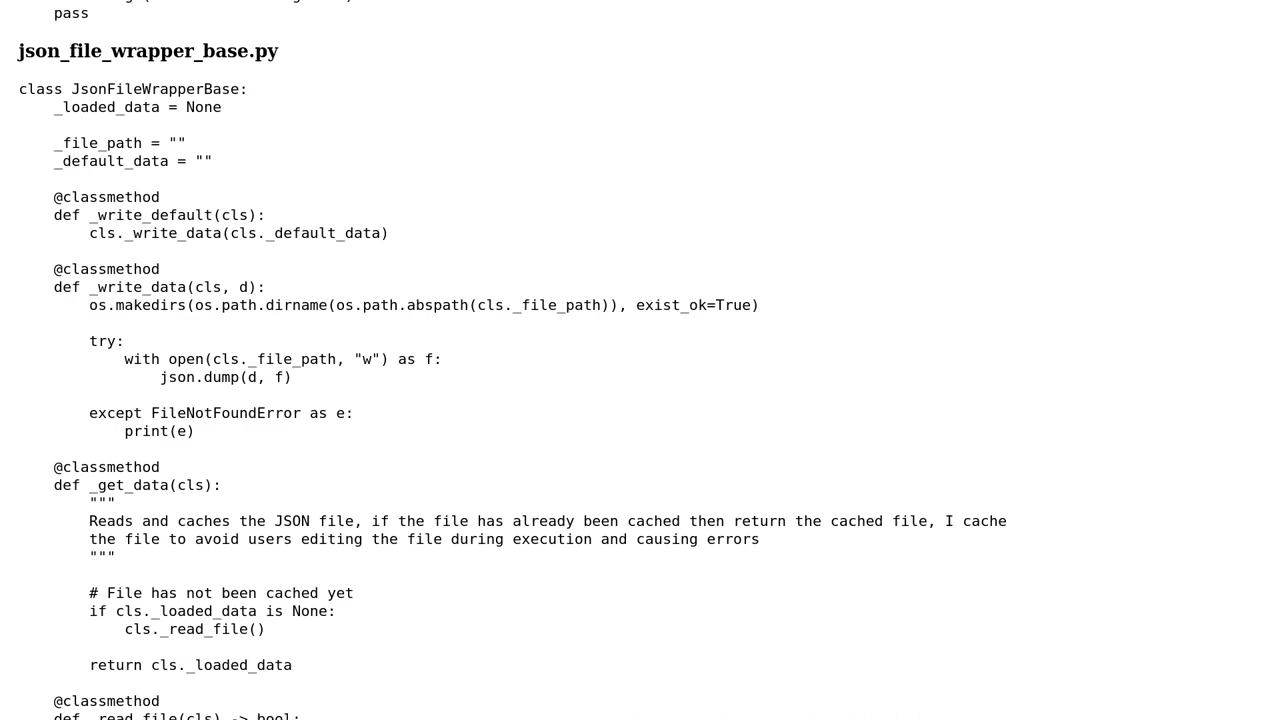 pass
json_file_wrapper_base.py
class JsonFileWrapperBase:
    _loaded_data = None
    _file_path = ""
    _default_data = ""
    @classmethod
    def _write_default(cls):
        cls._write_data(cls._default_data)
    @classmethod
    def _write_data(cls, d):
        os.makedirs(os.path.dirname(os.path.abspath(cls._file_path)), exist_ok=True)
        try:
            with open(cls._file_path, "w") as f:
                json.dump(d, f)
        except FileNotFoundError as e:
            print(e)
    @classmethod
    def _get_data(cls):
        """
        Reads and caches the JSON file, if the file has already been cached then return the cached file, I cache
        the file to avoid users editing the file during execution and causing errors
        """
        # File has not been cached yet
        if cls._loaded_data is None:
            cls._read_file()
        return cls._loaded_data
    @classmethod
    def _read_file(cls) -> bool: